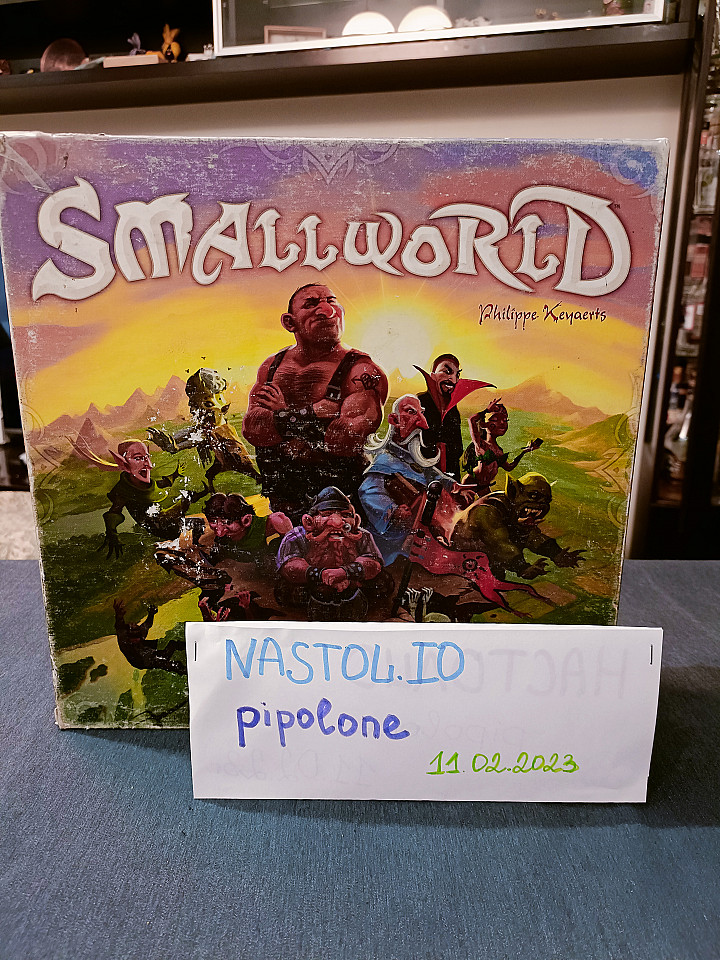 SMALLWORLD
Philippe Keyaerts
NASTOL.IO
pipolone
11.02.2023